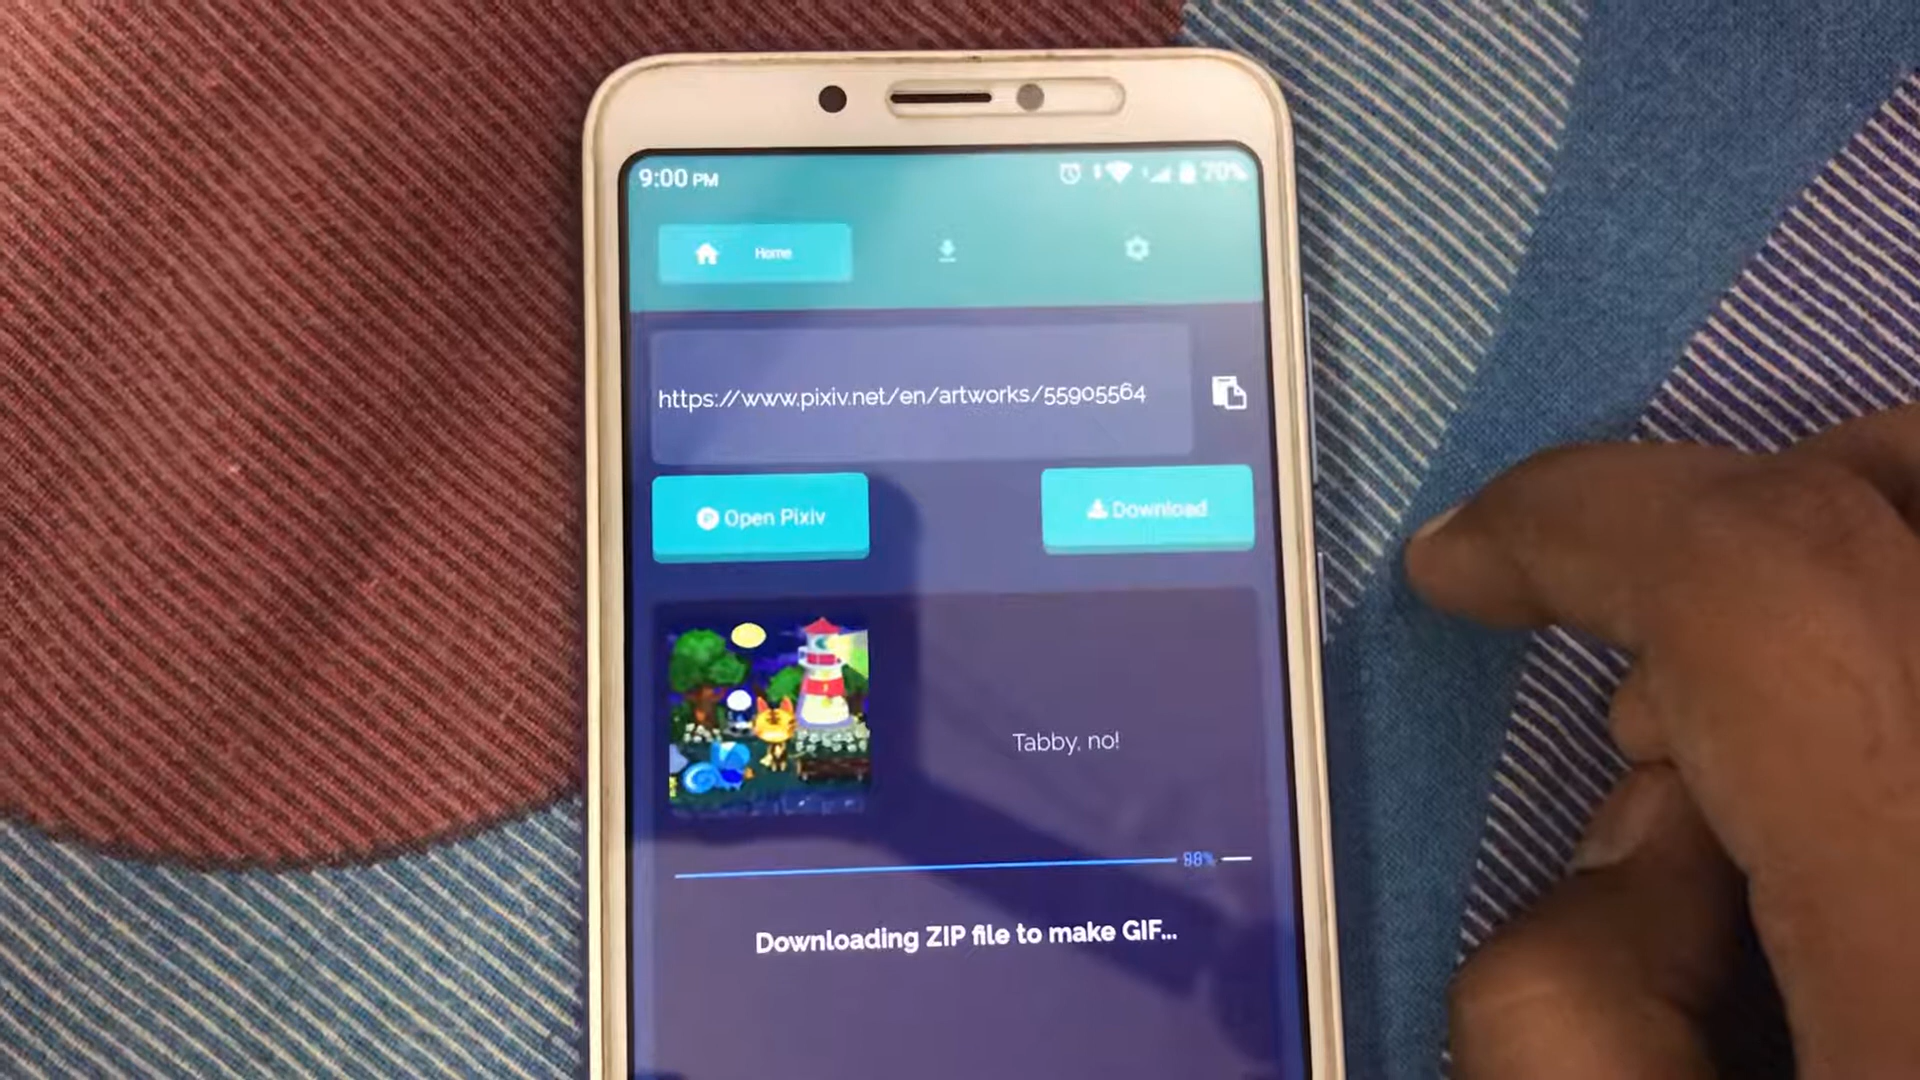 9:00 PM
70%
Home
https://www.pixiv.net/en/artworks/55905564
Open Pixiv
Download
Tabby, no!
98%
Downloading ZIP file to make GIF...